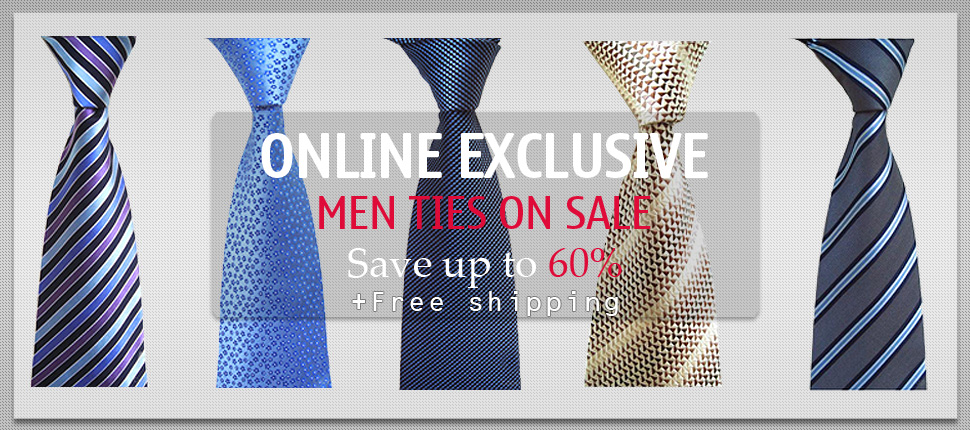 ONLINE EXCLUSIVE
MEN TIES ON SALE
Save up to 60%
+Free shipping